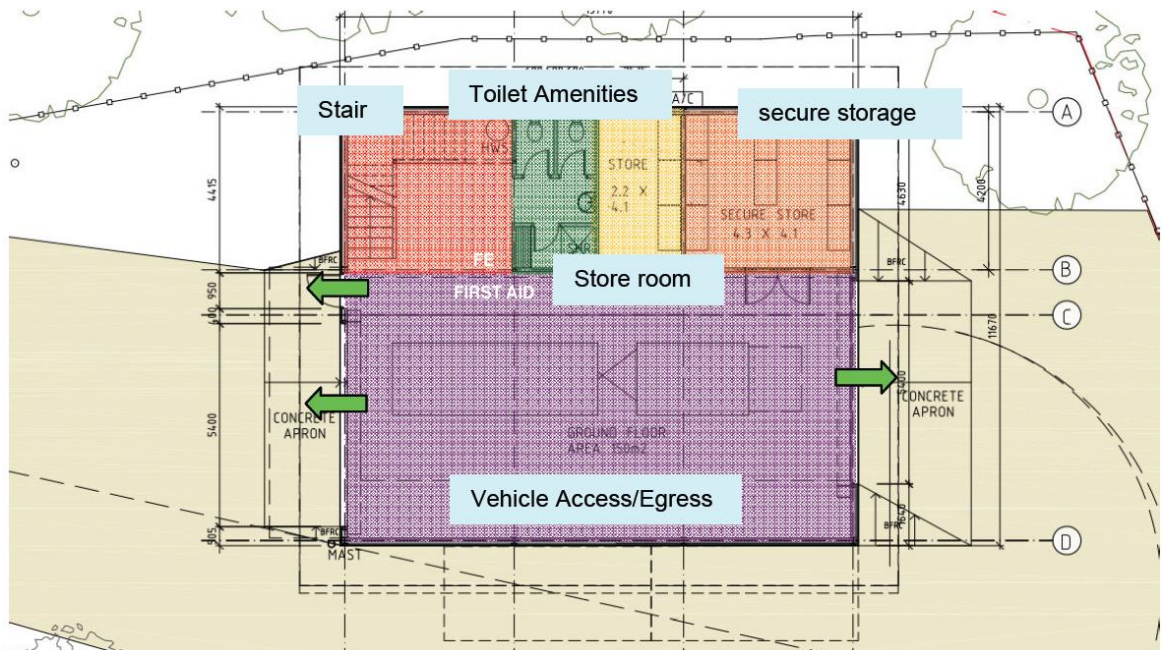 Stair
Toilet Amenities
secure storage
A/C
A
HWS
STORE
2.2 X
4.1
SECURE STORE
4.3 X 4.1
4415
4630
4200
FE
Store room
B
BFRC
BFRC
950
FIRST AID
C
11670
CONCRETE
APRON
CONCRETE
APRON
5400
GROUND FLOOR
AREA 150m2
Vehicle Access/Egress
1640
BFRC
BFRC
905
MAST
D